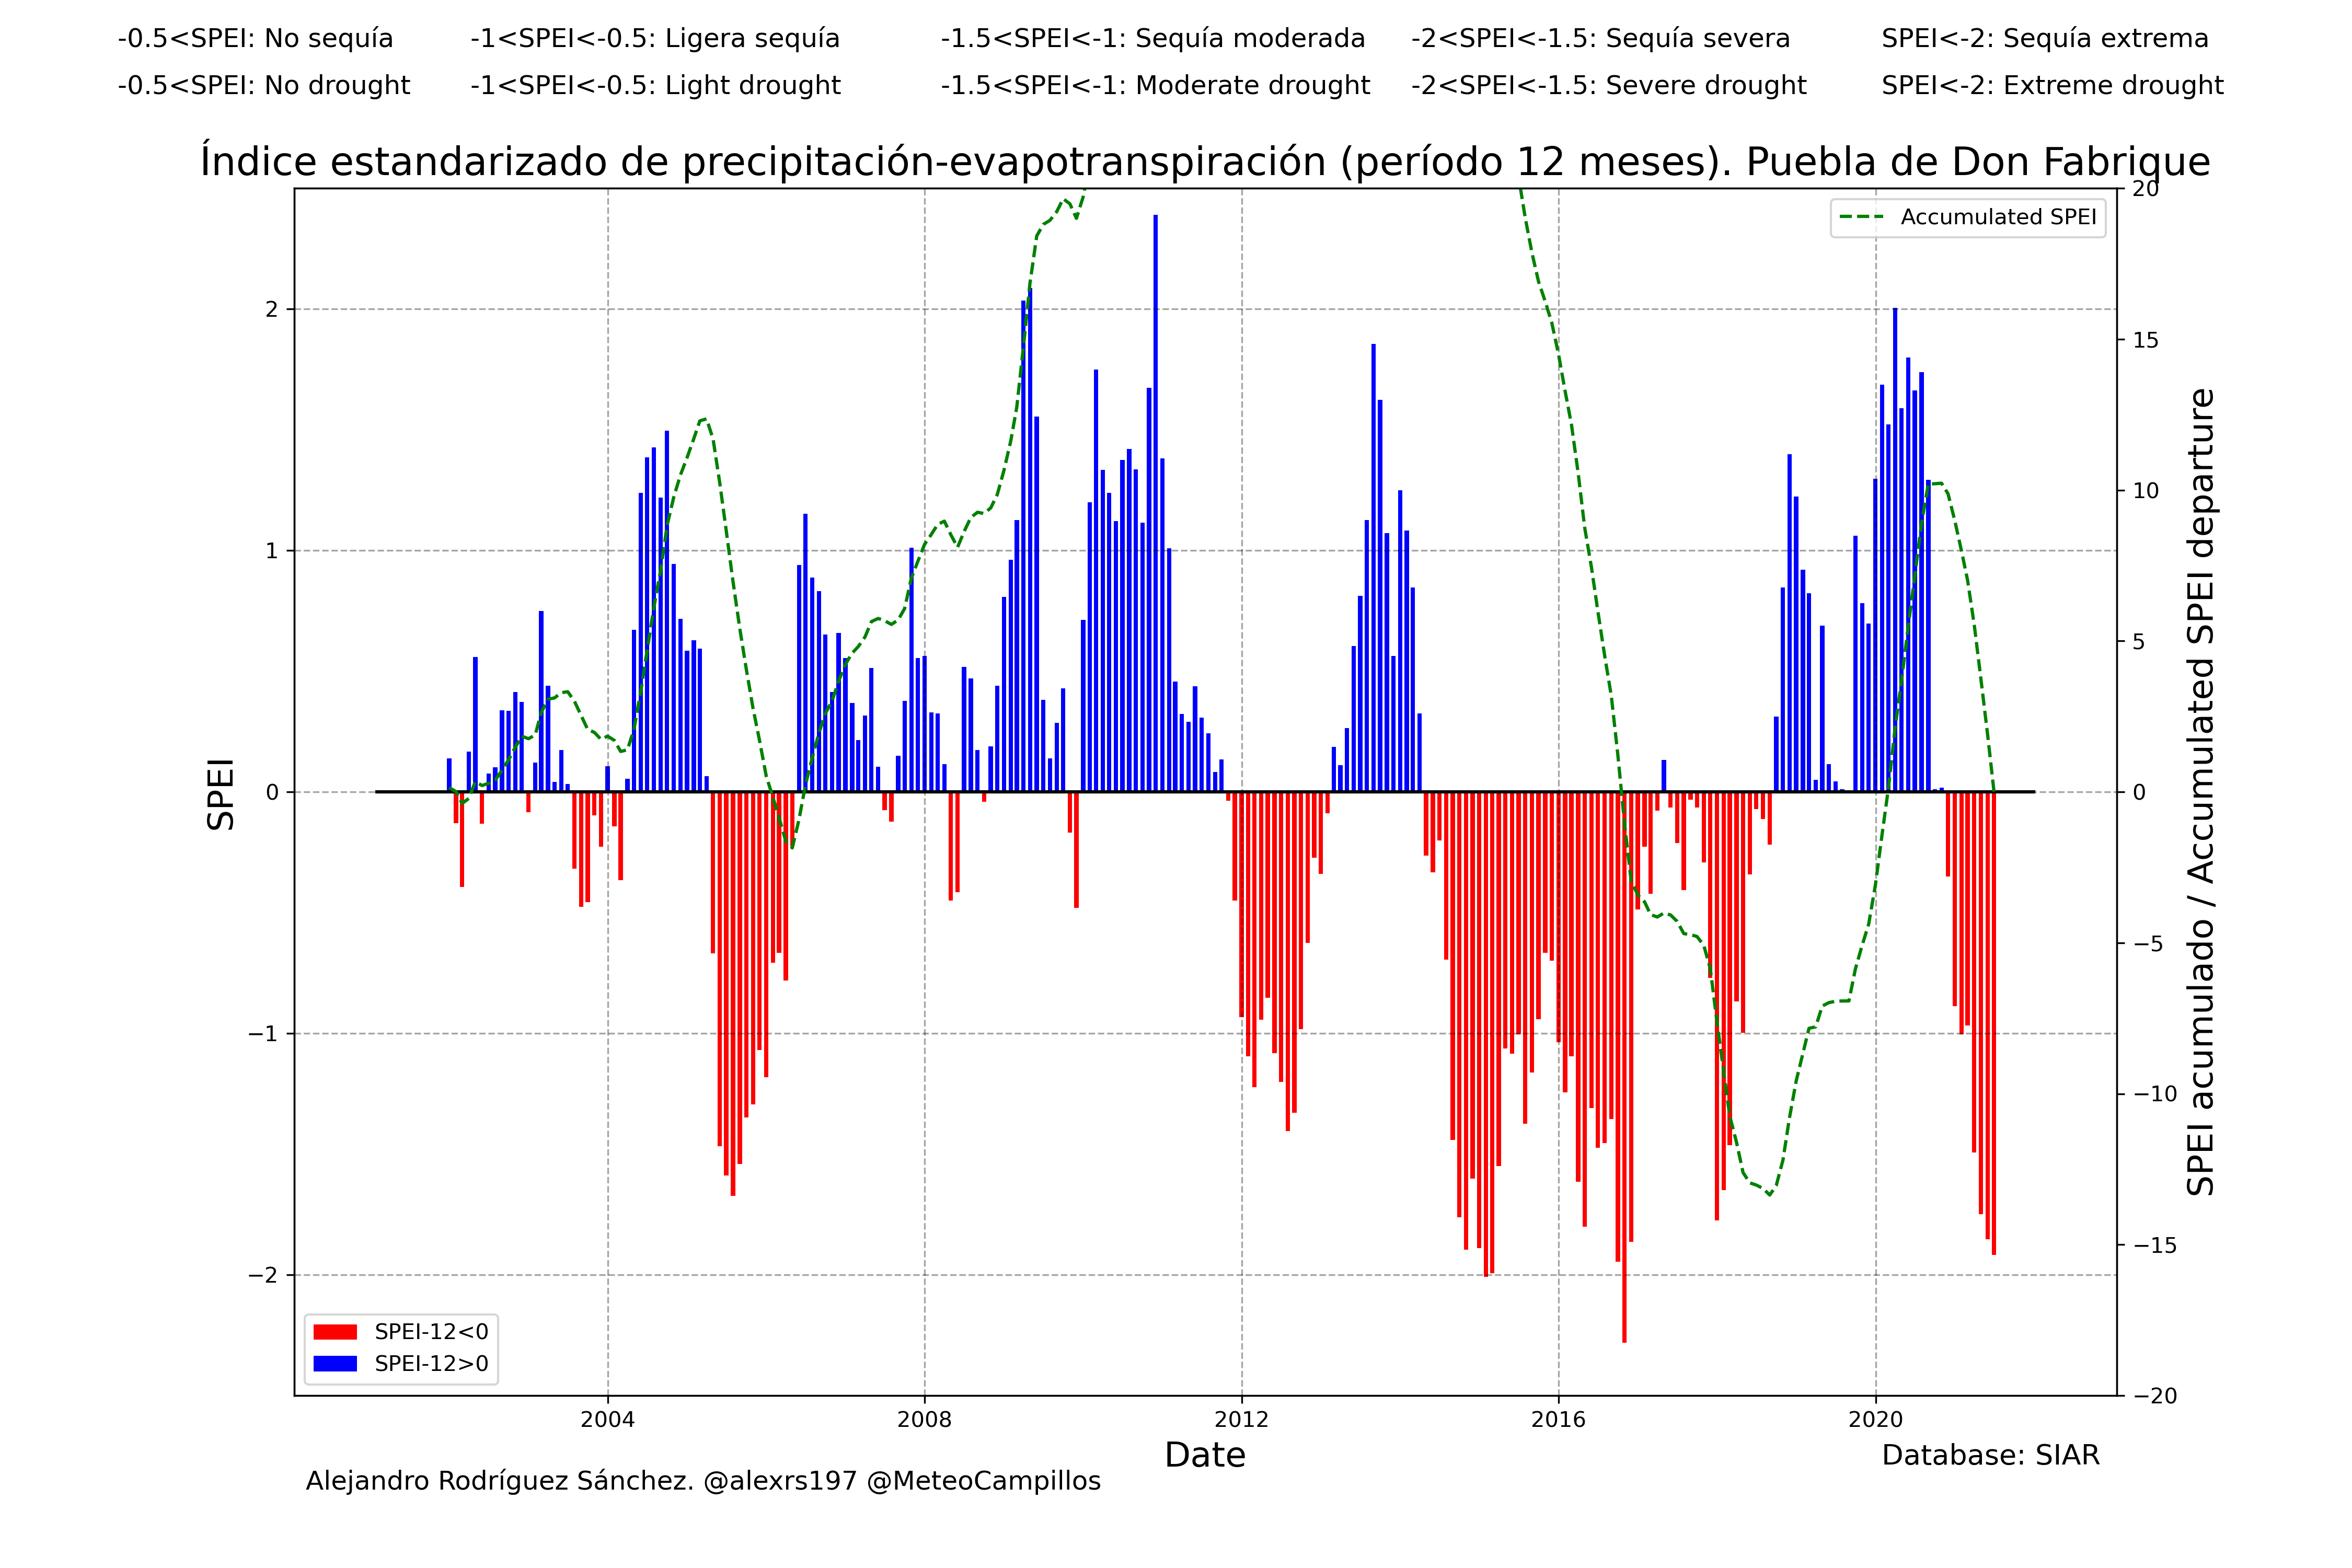 -0.5<SPEI: No sequía -1<SPEI<-0.5: Ligera sequía -1.5<SPEI<-1: Sequía moderada -2<SPEI<-1.5: Sequía severa SPEI<-2: Sequía extrema
-0.5<SPEI: No drought -1<SPEI<-0.5: Light drought -1.5<SPEI<-1: Moderate drought -2<SPEI<-1.5: Severe drought SPEI<-2: Extreme drought
Índice estandarizado de precipitación-evapotranspiración (período 12 meses). Puebla de Don Fabrique
Accumulated SPEI
SPEI
2
1
0
−1
−2
20
15
10
5
0
−5
−10
−15
−20
SPEI acumulado / Accumulated SPEI departure
SPEI-12<0
SPEI-12>0
2004 2008 2012 2016 2020
Date
Database: SIAR
Alejandro Rodríguez Sánchez. @alexrs197 @MeteoCampillos